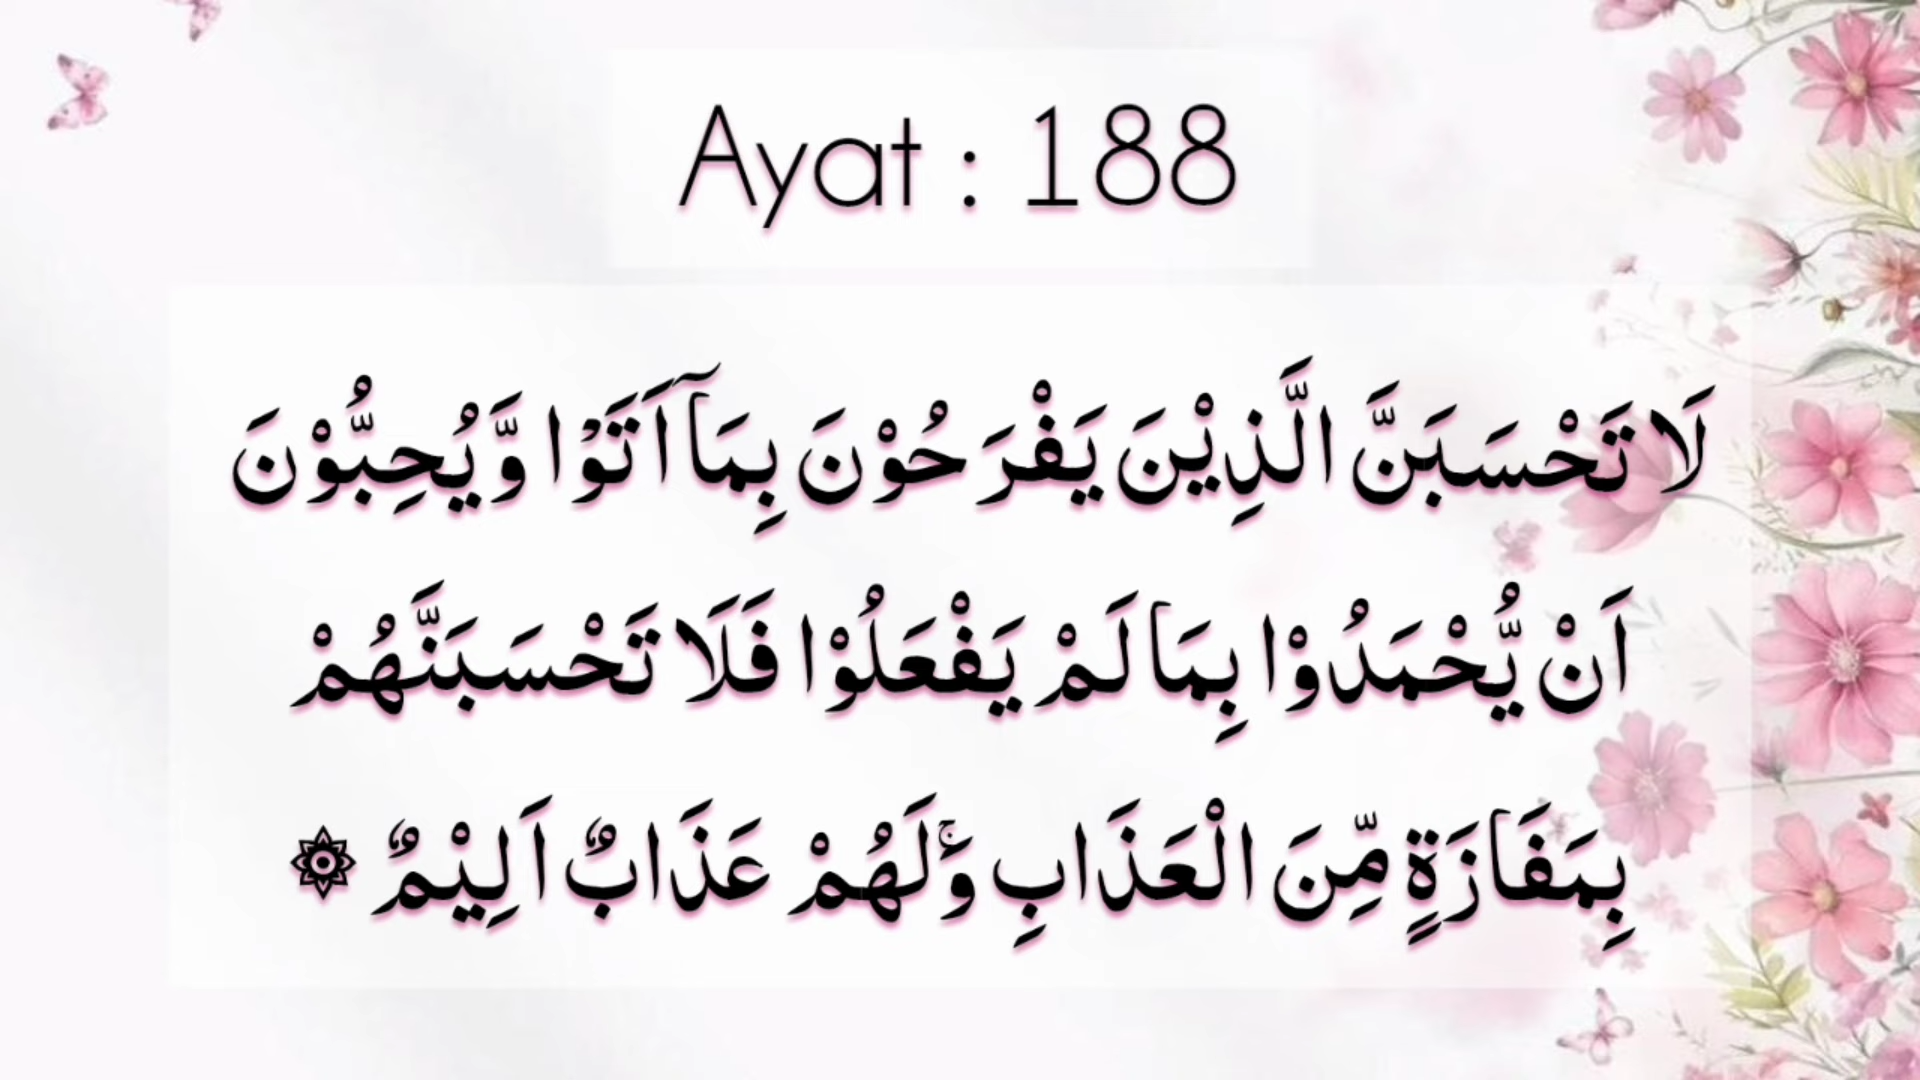 Ayat : 188
لَا تَحْسَبَنَّ الَّذِيْنَ يَفْرَحُوْنَ بِمَآ اَتَوْا وَّ يُحِبُّوْنَ
اَنْ يُّحْمَدُوْا بِمَا لَمْ يَفْعَلُوْا فَلَا تَحْسَبَنَّهُمْ
بِمَفَازَةٍ مِّنَ الْعَذَابِ ۚ وَلَهُمْ عَذَابٌ اَلِيْمٌ ۞